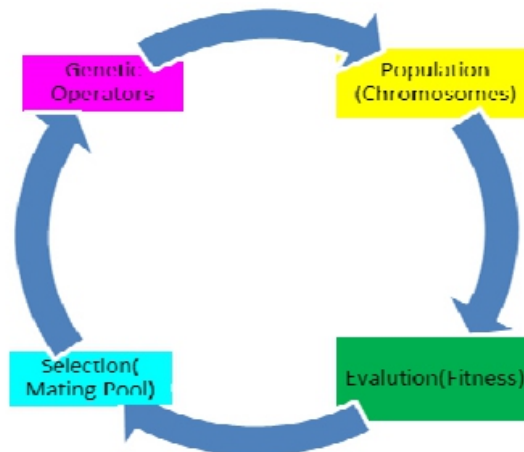 Genetic
Operators
Population
(Chromosomes)
Selection(
Mating Pool)
Evalution(Fitness)